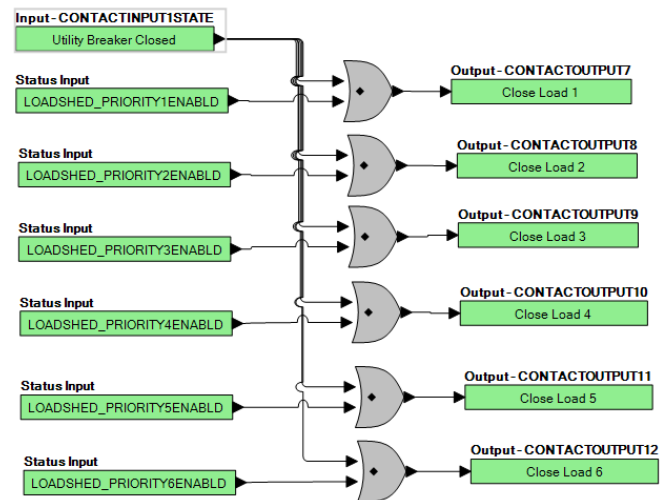 Input - CONTACTINPUT1STATE
Utility Breaker Closed
Status Input
LOADSHED_PRIORITY1ENABLD
Output - CONTACTOUTPUT7
Close Load 1
Status Input
LOADSHED_PRIORITY2ENABLD
Output - CONTACTOUTPUT8
Close Load 2
Status Input
LOADSHED_PRIORITY3ENABLD
Output - CONTACTOUTPUT9
Close Load 3
Status Input
LOADSHED_PRIORITY4ENABLD
Output - CONTACTOUTPUT10
Close Load 4
Status Input
LOADSHED_PRIORITY5ENABLD
Output - CONTACTOUTPUT11
Close Load 5
Status Input
LOADSHED_PRIORITY6ENABLD
Output - CONTACTOUTPUT12
Close Load 6